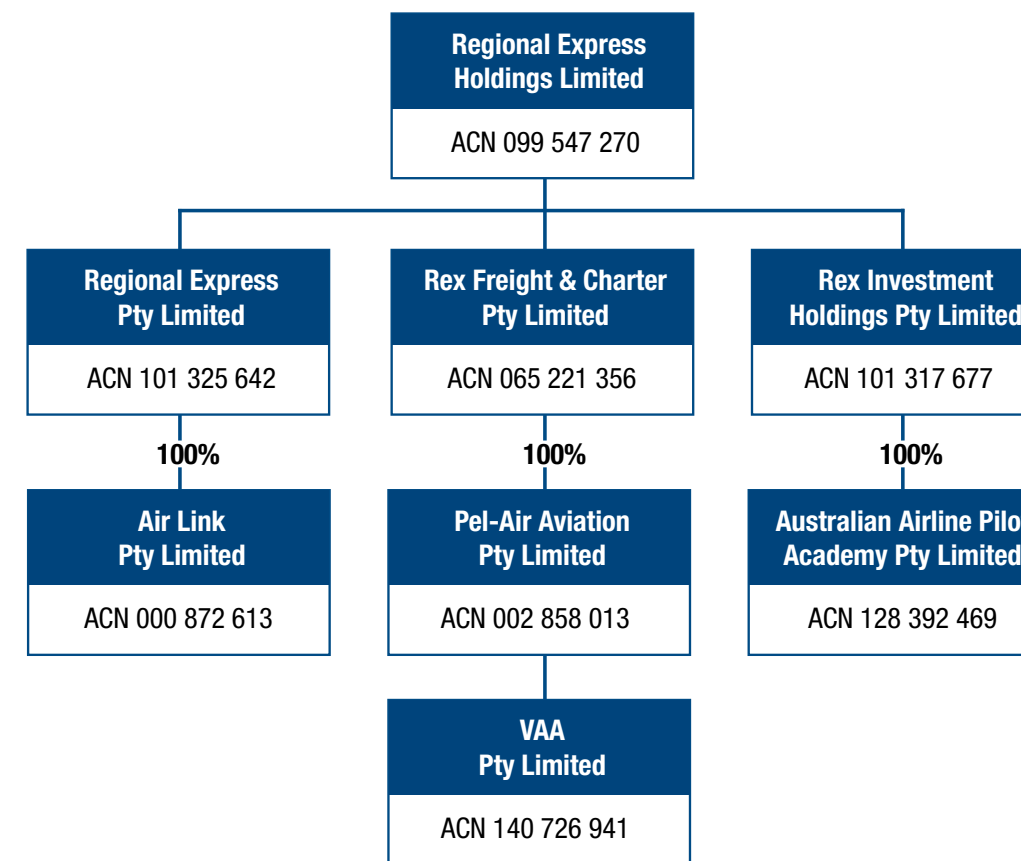 Regional Express
Holdings Limited
ACN 099 547 270
Regional Express
Pty Limited
ACN 101 325 642
Rex Freight & Charter
Pty Limited
ACN 065 221 356
Rex Investment
Holdings Pty Limited
ACN 101 317 677
100%
100%
100%
Air Link
Pty Limited
ACN 000 872 613
Pel-Air Aviation
Pty Limited
ACN 002 858 013
Australian Airline Pilo
Academy Pty Limited
ACN 128 392 469
VAA
Pty Limited
ACN 140 726 941